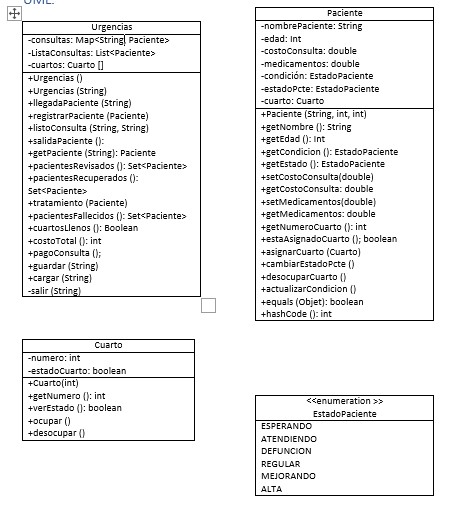 Urgencias
-consultas: Map<String, Paciente>
-ListaConsultas: List<Paciente>
-cuartos: Cuarto []
+Urgencias ()
+Urgencias (String)
+llegadaPaciente (String)
+registrarPaciente (Paciente)
+listoConsulta (String, String)
+salidaPaciente ():
+getPaciente (String): Paciente
+pacientesRevisados (): Set<Paciente>
+pacientesRecuperados ():
Set<Paciente>
+tratamiento (Paciente)
+pacientesFallecidos (): Set<Paciente>
+cuartosLlenos (): Boolean
+costoTotal (): int
+pagoConsulta ();
+guardar (String)
+cargar (String)
-salir (String)
Paciente
-nombrePaciente: String
-edad: Int
-costoConsulta: double
-medicamentos: double
-condición: EstadoPaciente
-estadoPcte: EstadoPaciente
-cuarto: Cuarto
+Paciente (String, int, int)
+getNombre (): String
+getEdad (): Int
+getCondicion (): EstadoPaciente
+getEstado (): EstadoPaciente
+setCostoConsulta(double)
+getCostoConsulta: double
+setMedicamentos(double)
+getMedicamentos: double
+getNumeroCuarto (): int
+estaAsignadoCuarto (); boolean
+asignarCuarto (Cuarto)
+cambiarEstadoPcte ()
+desocuparCuarto ()
+actualizarCondicion ()
+equals (Objet): boolean
+hashCode (): int
Cuarto
-numero: int
-estadoCuarto: boolean
+Cuarto(int)
+getNumero (): int
+verEstado (): boolean
+ocupar ()
+desocupar ()
<<enumeration >>
EstadoPaciente
ESPERANDO
ATENDIENDO
DEFUNCION
REGULAR
MEJORANDO
ALTA